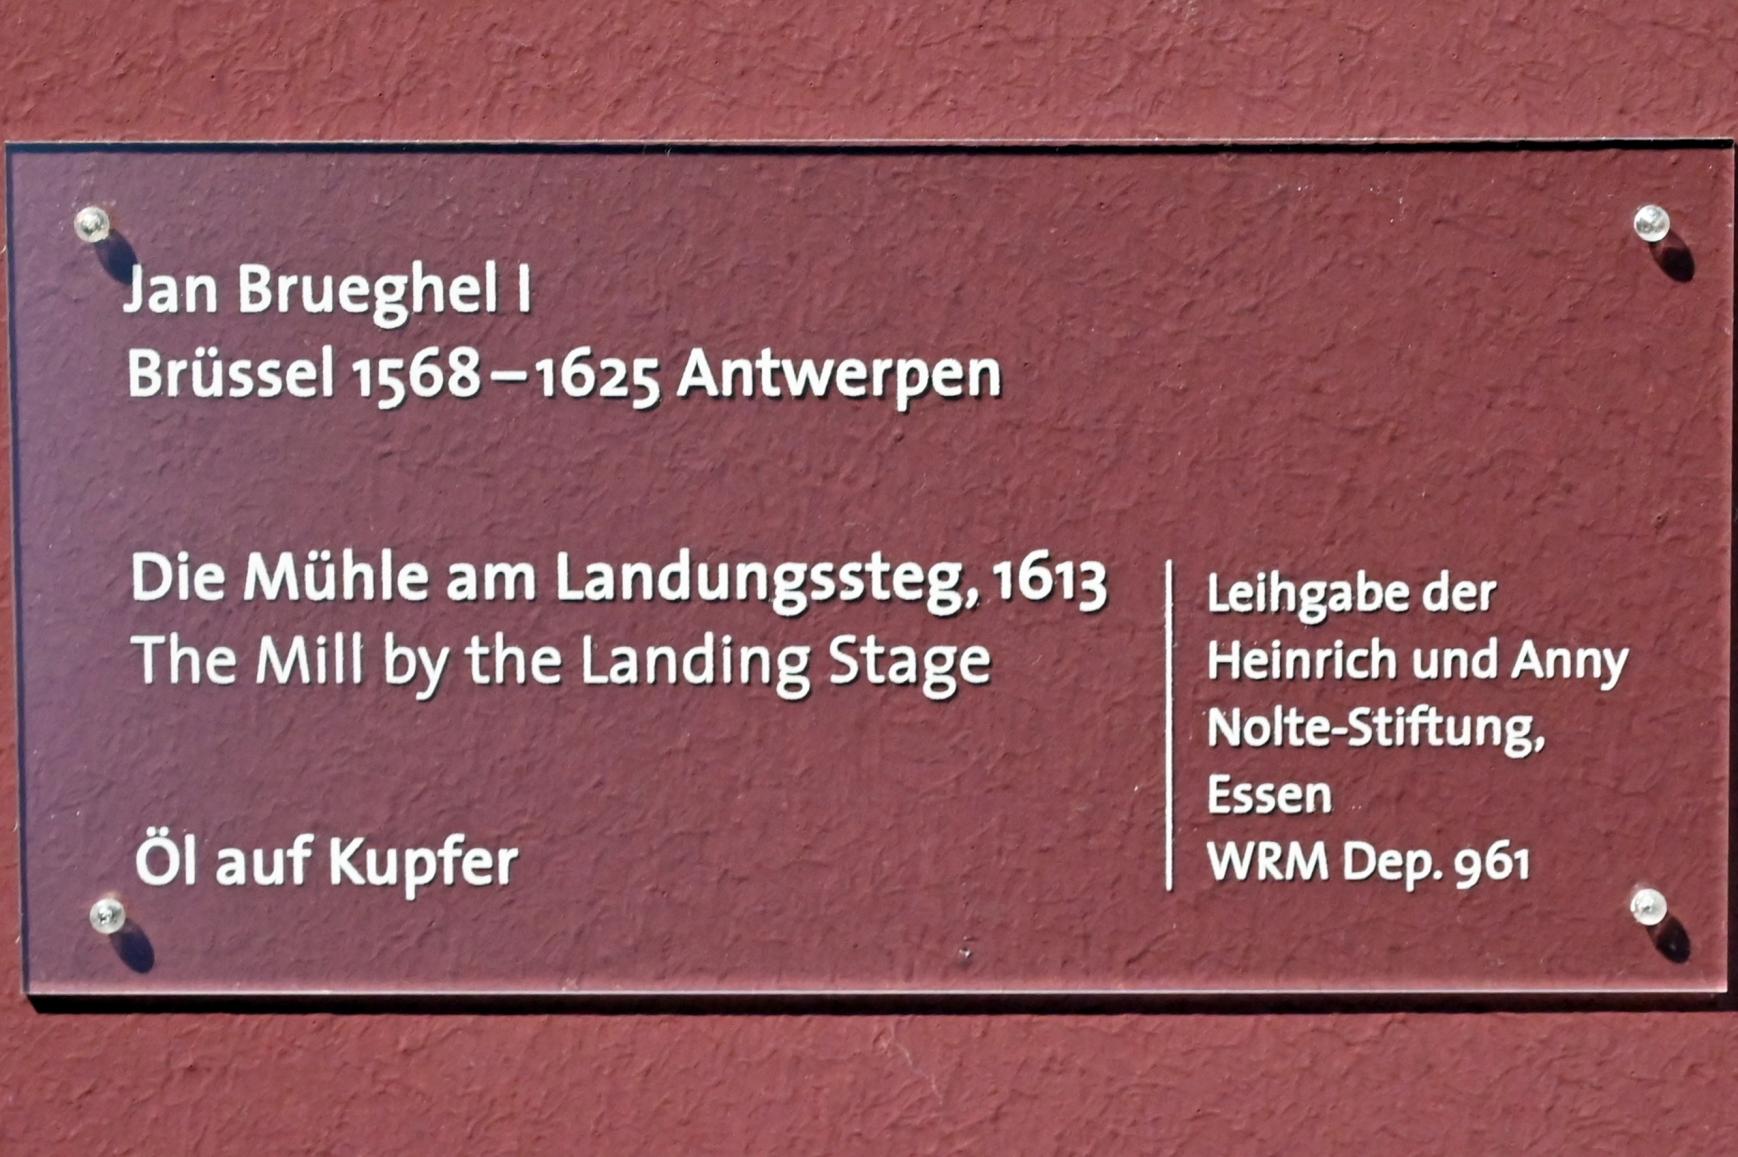 Jan Brueghel I
Brüssel 1568–1625 Antwerpen
Die Mühle am Landungssteg, 1613
The Mill by the Landing Stage
Öl auf Kupfer
Leihgabe der
Heinrich und Anny
Nolte-Stiftung,
Essen
WRM Dep. 961